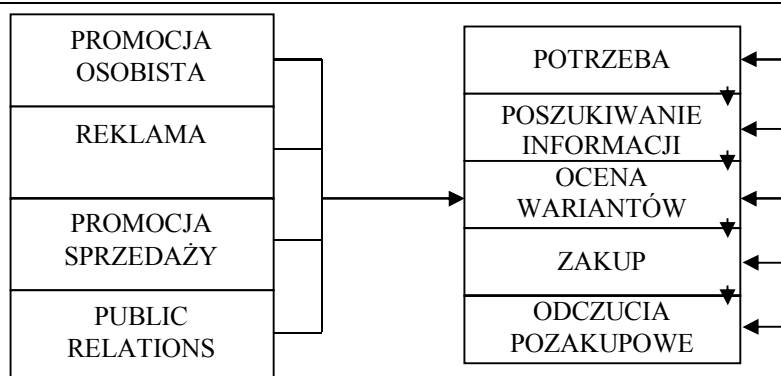 PROMOCJA
OSOBISTA
REKLAMA
PROMOCJA
SPRZEDAŻY
PUBLIC
RELATIONS
POTRZEBA
POSZUKIWANIE
INFORMACJI
OCENA
WARIANTÓW
ZAKUP
ODCZUCIA
POZAKUPOWE